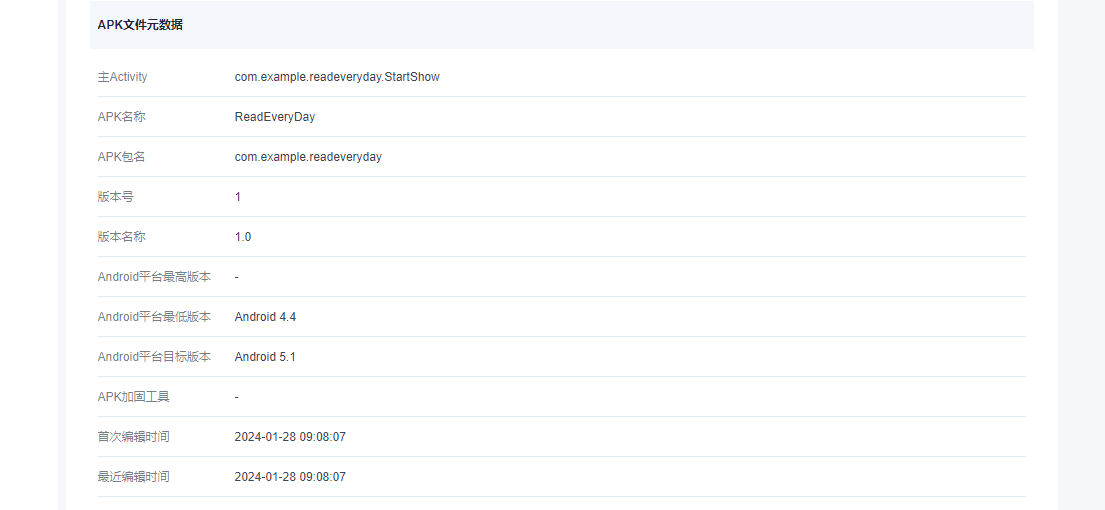 APK文件元数据
主Activity com.example.readeveryday.StartShow
APK名称 ReadEveryDay
APK包名 com.example.readeveryday
版本号 1
版本名称 1.0
Android平台最高版本 -
Android平台最低版本 Android 4.4
Android平台目标版本 Android 5.1
APK加固工具 -
首次编辑时间 2024-01-28 09:08:07
最近编辑时间 2024-01-28 09:08:07